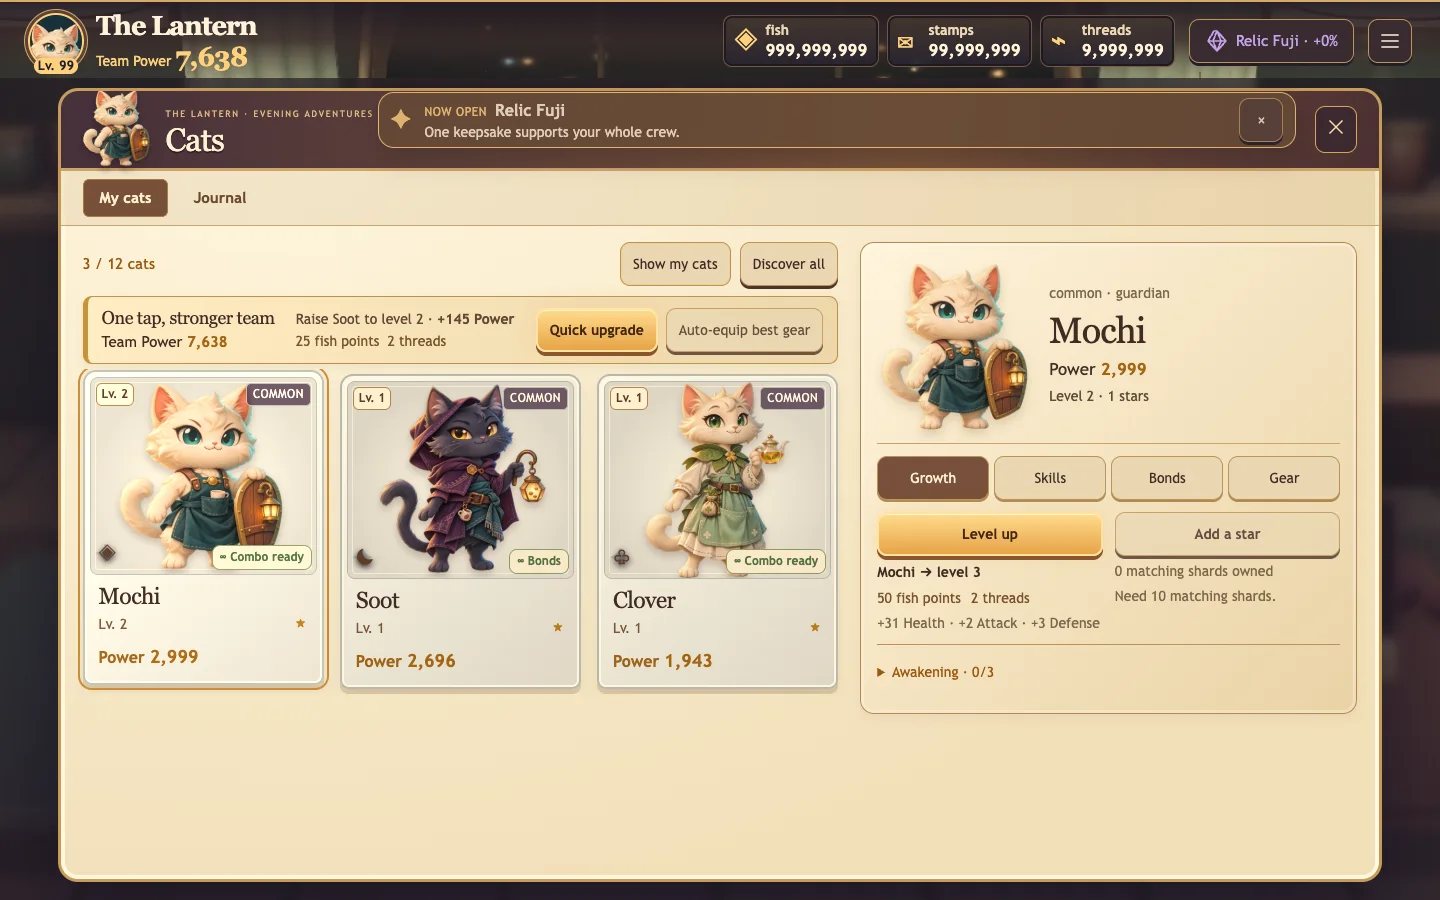 The Lantern
Team Power 7,638
Lv. 99
fish
999,999,999
stamps
99,999,999
threads
9,999,999
Relic Fuji · +0%
THE LANTERN · EVENING ADVENTURES
Cats
NOW OPEN Relic Fuji
One keepsake supports your whole crew.
×
My cats
Journal
3 / 12 cats
Show my cats
Discover all
One tap, stronger team
Team Power 7,638
Raise Soot to level 2 · +145 Power
25 fish points 2 threads
Quick upgrade
Auto-equip best gear
Lv. 2
COMMON
∞ Combo ready
Mochi
Lv. 2
Power 2,999
Lv. 1
COMMON
∞ Bonds
Soot
Lv. 1
Power 2,696
Lv. 1
COMMON
∞ Combo ready
Clover
Lv. 1
Power 1,943
common · guardian
Mochi
Power 2,999
Level 2 · 1 stars
Growth
Skills
Bonds
Gear
Level up
Add a star
Mochi → level 3
50 fish points 2 threads
+31 Health · +2 Attack · +3 Defense
0 matching shards owned
Need 10 matching shards.
Awakening · 0/3